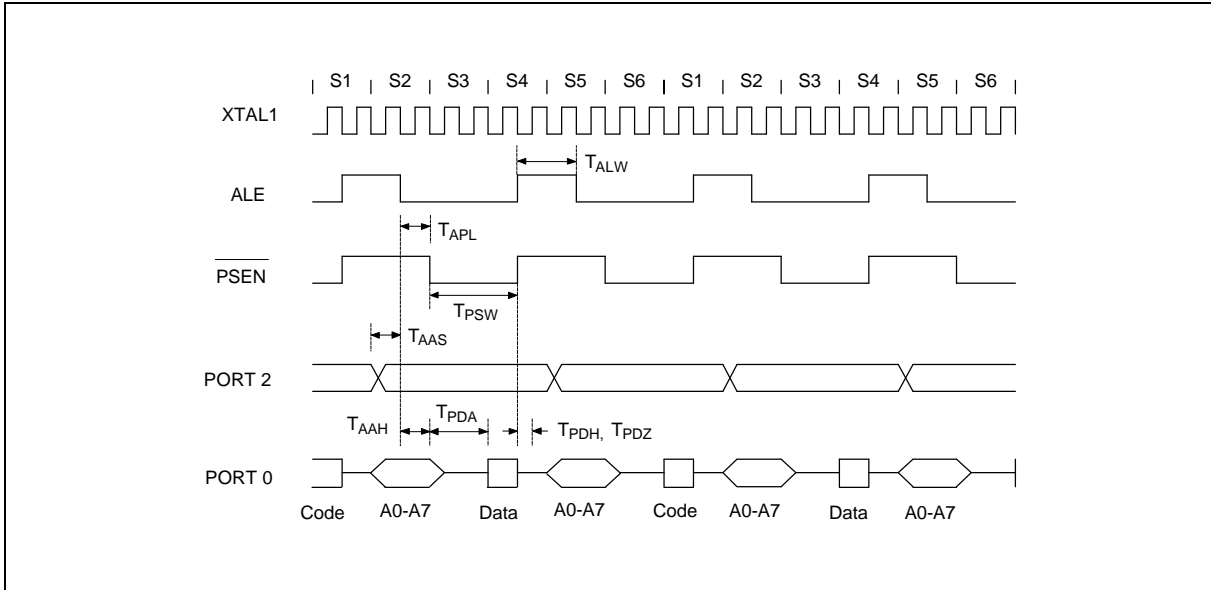 S1 S2 S3 S4 S5 S6 S1 S2 S3 S4 S5 S6
XTAL1
TALW
ALE
TAPL
PSEN
TPSW
TAAS
PORT 2
TAAH TPDA TPDH, TPDZ
PORT 0
Code A0-A7 Data A0-A7 Code A0-A7 Data A0-A7